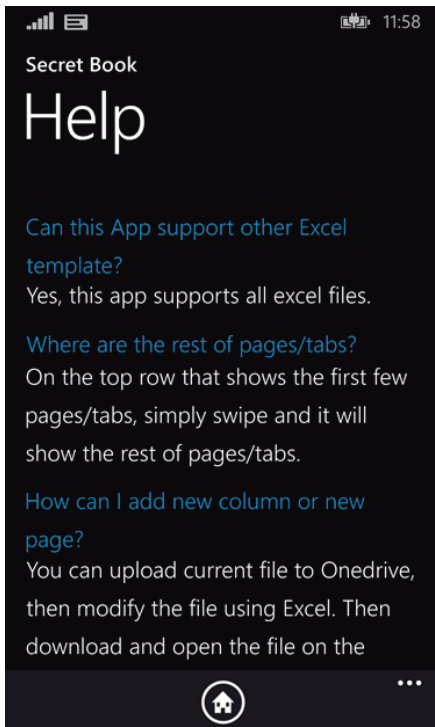 11:58
Secret Book
Help
Can this App support other Excel
template?
Yes, this app supports all excel files.
Where are the rest of pages/tabs?
On the top row that shows the first few
pages/tabs, simply swipe and it will
show the rest of pages/tabs.
How can I add new column or new
page?
You can upload current file to Onedrive,
then modify the file using Excel. Then
download and open the file on the